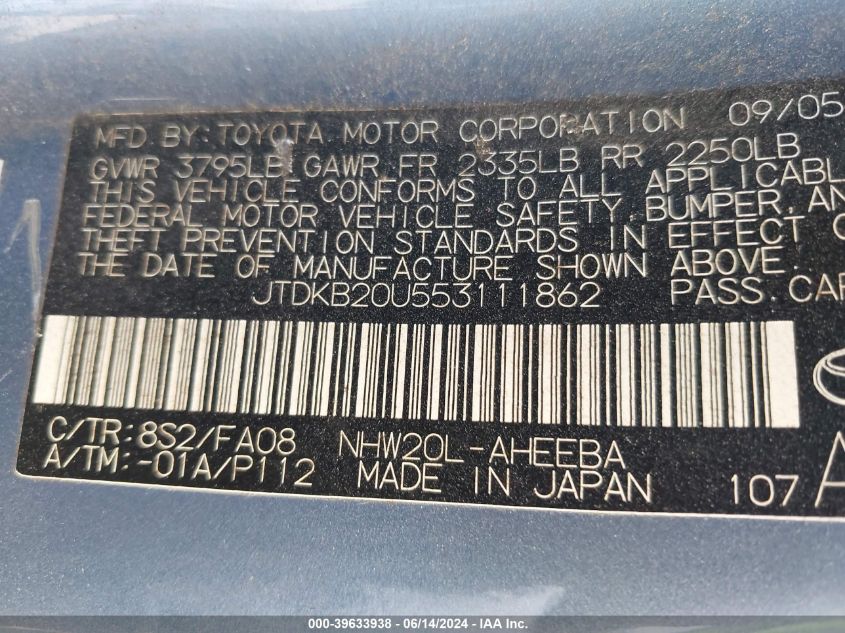 MFD BY: TOYOTA MOTOR CORPORATION 09/05
GVWR 3795LB GAWR FR 2335LB RR 2250LB
THIS VEHICLE CONFORMS TO ALL APPLICABL
FEDERAL MOTOR VEHICLE SAFETY, BUMPER, AN
THEFT PREVENTION STANDARDS IN EFFECT O
THE DATE OF MANUFACTURE SHOWN ABOVE.
JTDKB20U553111862 PASS. CAR
C/TR: 8S2/FA08 NHW20L-AHEEBA
A/TM: -01A/P112 MADE IN JAPAN 107 A
000-39633938 - 06/14/2024 - IAA Inc.